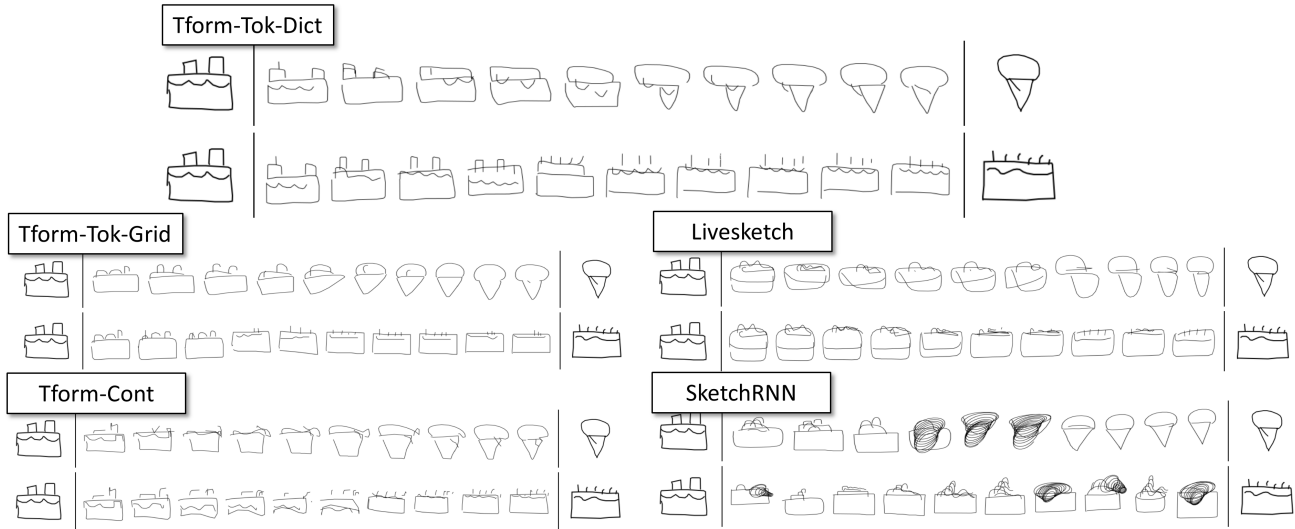 Tform-Tok-Dict
Tform-Tok-Grid
Livesketch
Tform-Cont
SketchRNN